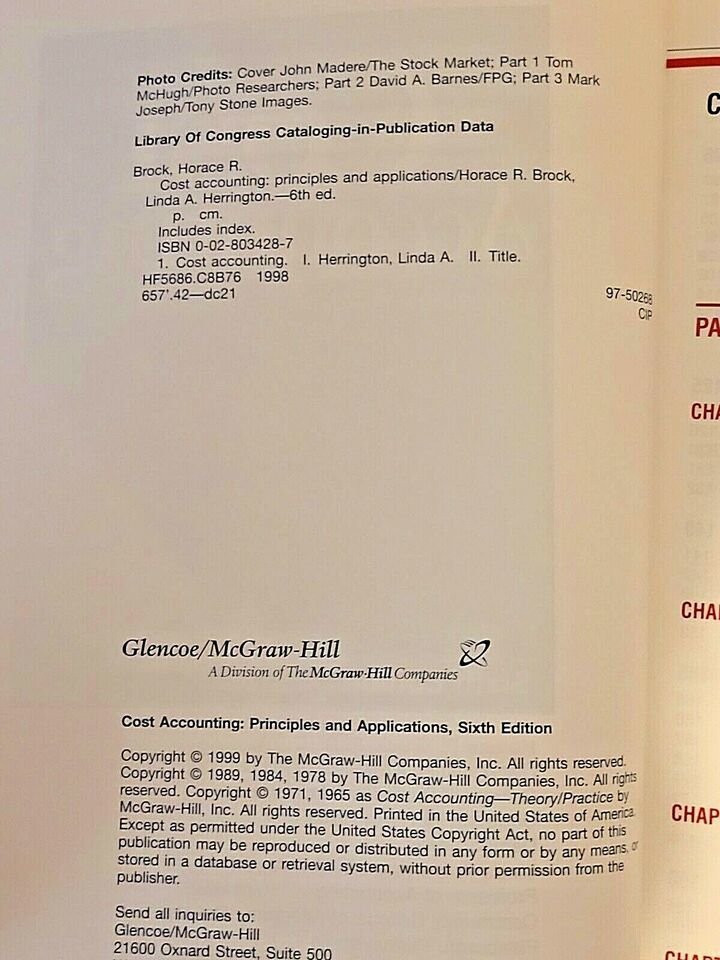 Photo Credits: Cover John Madere/The Stock Market; Part 1 Tom
McHugh/Photo Researchers; Part 2 David A. Barnes/FPG; Part 3 Mark
Joseph/Tony Stone Images.
Library Of Congress Cataloging-in-Publication Data
Brock, Horace R.
Cost accounting: principles and applications/Horace R. Brock,
Linda A. Herrington.—6th ed.
p. cm.
Includes index.
ISBN 0-02-803428-7
1. Cost accounting. I. Herrington, Linda A. II. Title.
HF5686.C8B76 1998
657'.42—dc21
97-50268
CIP
Glencoe/McGraw-Hill
A Division of The McGraw-Hill Companies
Cost Accounting: Principles and Applications, Sixth Edition
Copyright © 1999 by The McGraw-Hill Companies, Inc. All rights reserved.
Copyright © 1989, 1984, 1978 by The McGraw-Hill Companies, Inc. All rights
reserved. Copyright © 1971, 1965 as Cost Accounting—Theory/Practice by
McGraw-Hill, Inc. All rights reserved. Printed in the United States of America.
Except as permitted under the United States Copyright Act, no part of this
publication may be reproduced or distributed in any form or by any means, or
stored in a database or retrieval system, without prior permission from the
publisher.
Send all inquiries to:
Glencoe/McGraw-Hill
21600 Oxnard Street, Suite 500
C
PA
CHA
CHA
CHAP